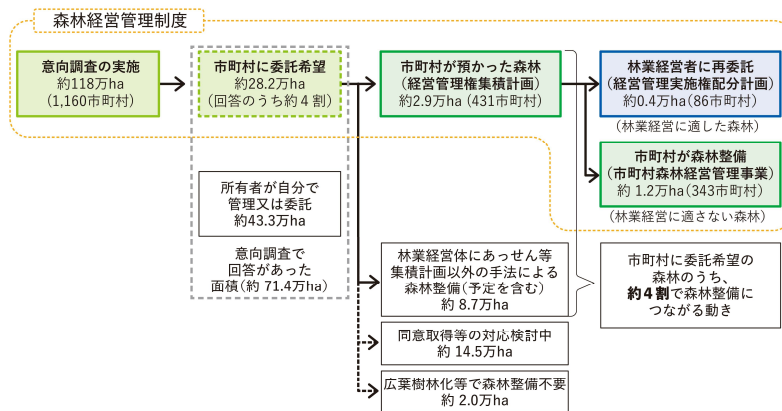 森林経営管理制度
意向調査の実施
約118万ha
(1,160市町村)
市町村に委託希望
約28.2万ha
(回答のうち約４割)
市町村が預かった森林
(経営管理権集積計画)
約2.9万ha (431市町村)
林業経営者に再委託
(経営管理実施権配分計画)
約0.4万ha(86市町村)
(林業経営に適した森林)
市町村が森林整備
(市町村森林経営管理事業)
約 1.2万ha(343市町村)
(林業経営に適さない森林)
所有者が自分で
管理又は委託
約43.3万ha
意向調査で
回答があった
面積(約 71.4万ha)
林業経営体にあっせん等
集積計画以外の手法による
森林整備(予定を含む)
約 8.7万ha
市町村に委託希望の
森林のうち、
約４割で森林整備に
つながる動き
同意取得等の対応検討中
約 14.5万ha
広葉樹林化等で森林整備不要
約 2.0万ha